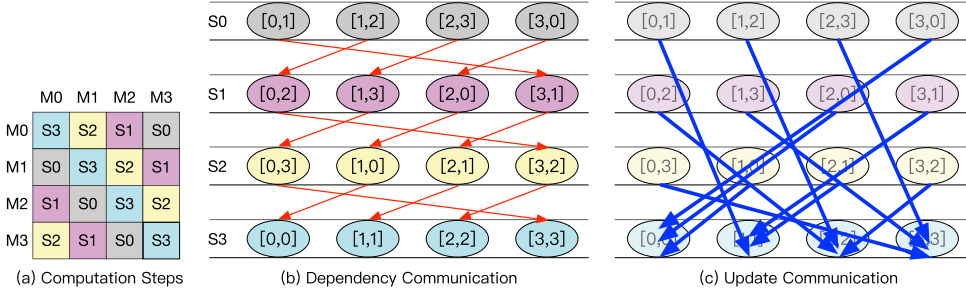 S0 [0,1] [1,2] [2,3] [3,0] [0,1] [1,2] [2,3] [3,0]
S1 [0,2] [1,3] [2,0] [3,1] [0,2] [1,3] [2,0] [3,1]
S2 [0,3] [1,0] [2,1] [3,2] [0,3] [1,0] [2,1] [3,2]
S3 [0,0] [1,1] [2,2] [3,3]
M0 M1 M2 M3
M0 S3 S2 S1 S0
M1 S0 S3 S2 S1
M2 S1 S0 S3 S2
M3 S2 S1 S0 S3
(a) Computation Steps
(b) Dependency Communication
(c) Update Communication